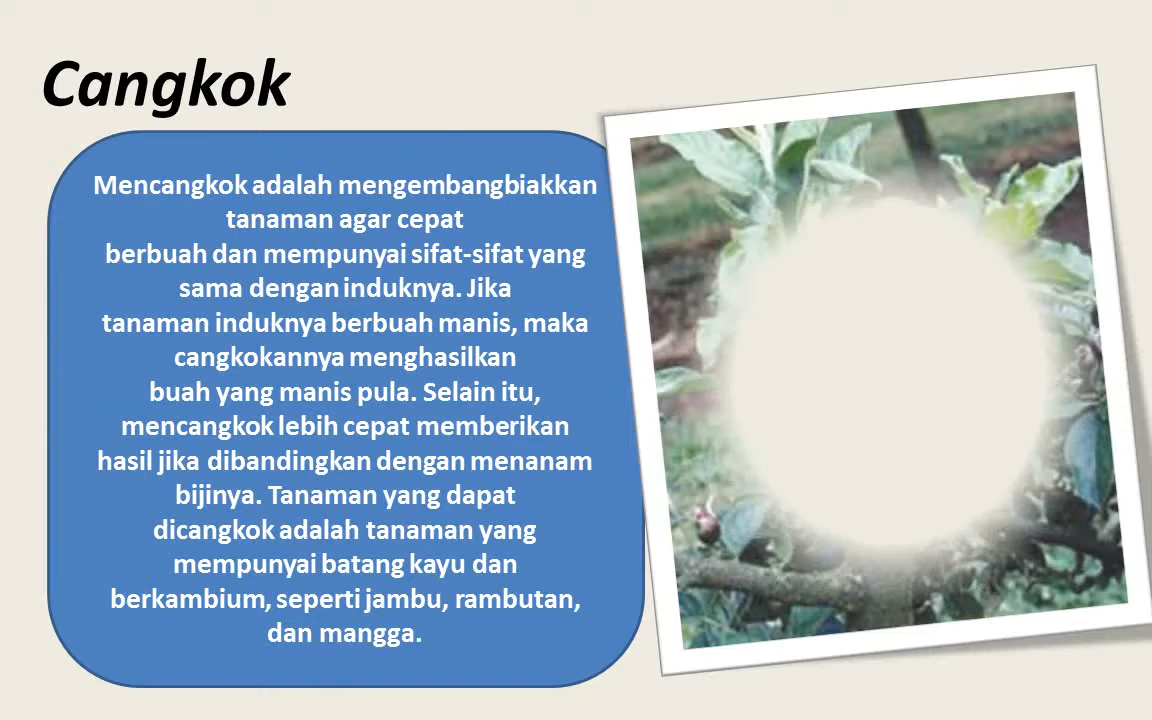 Cangkok
Mencangkok adalah mengembangbiakkan
tanaman agar cepat
berbuah dan mempunyai sifat-sifat yang
sama dengan induknya. Jika
tanaman induknya berbuah manis, maka
cangkokannya menghasilkan
buah yang manis pula. Selain itu,
mencangkok lebih cepat memberikan
hasil jika dibandingkan dengan menanam
bijinya. Tanaman yang dapat
dicangkok adalah tanaman yang
mempunyai batang kayu dan
berkambium, seperti jambu, rambutan,
dan mangga.